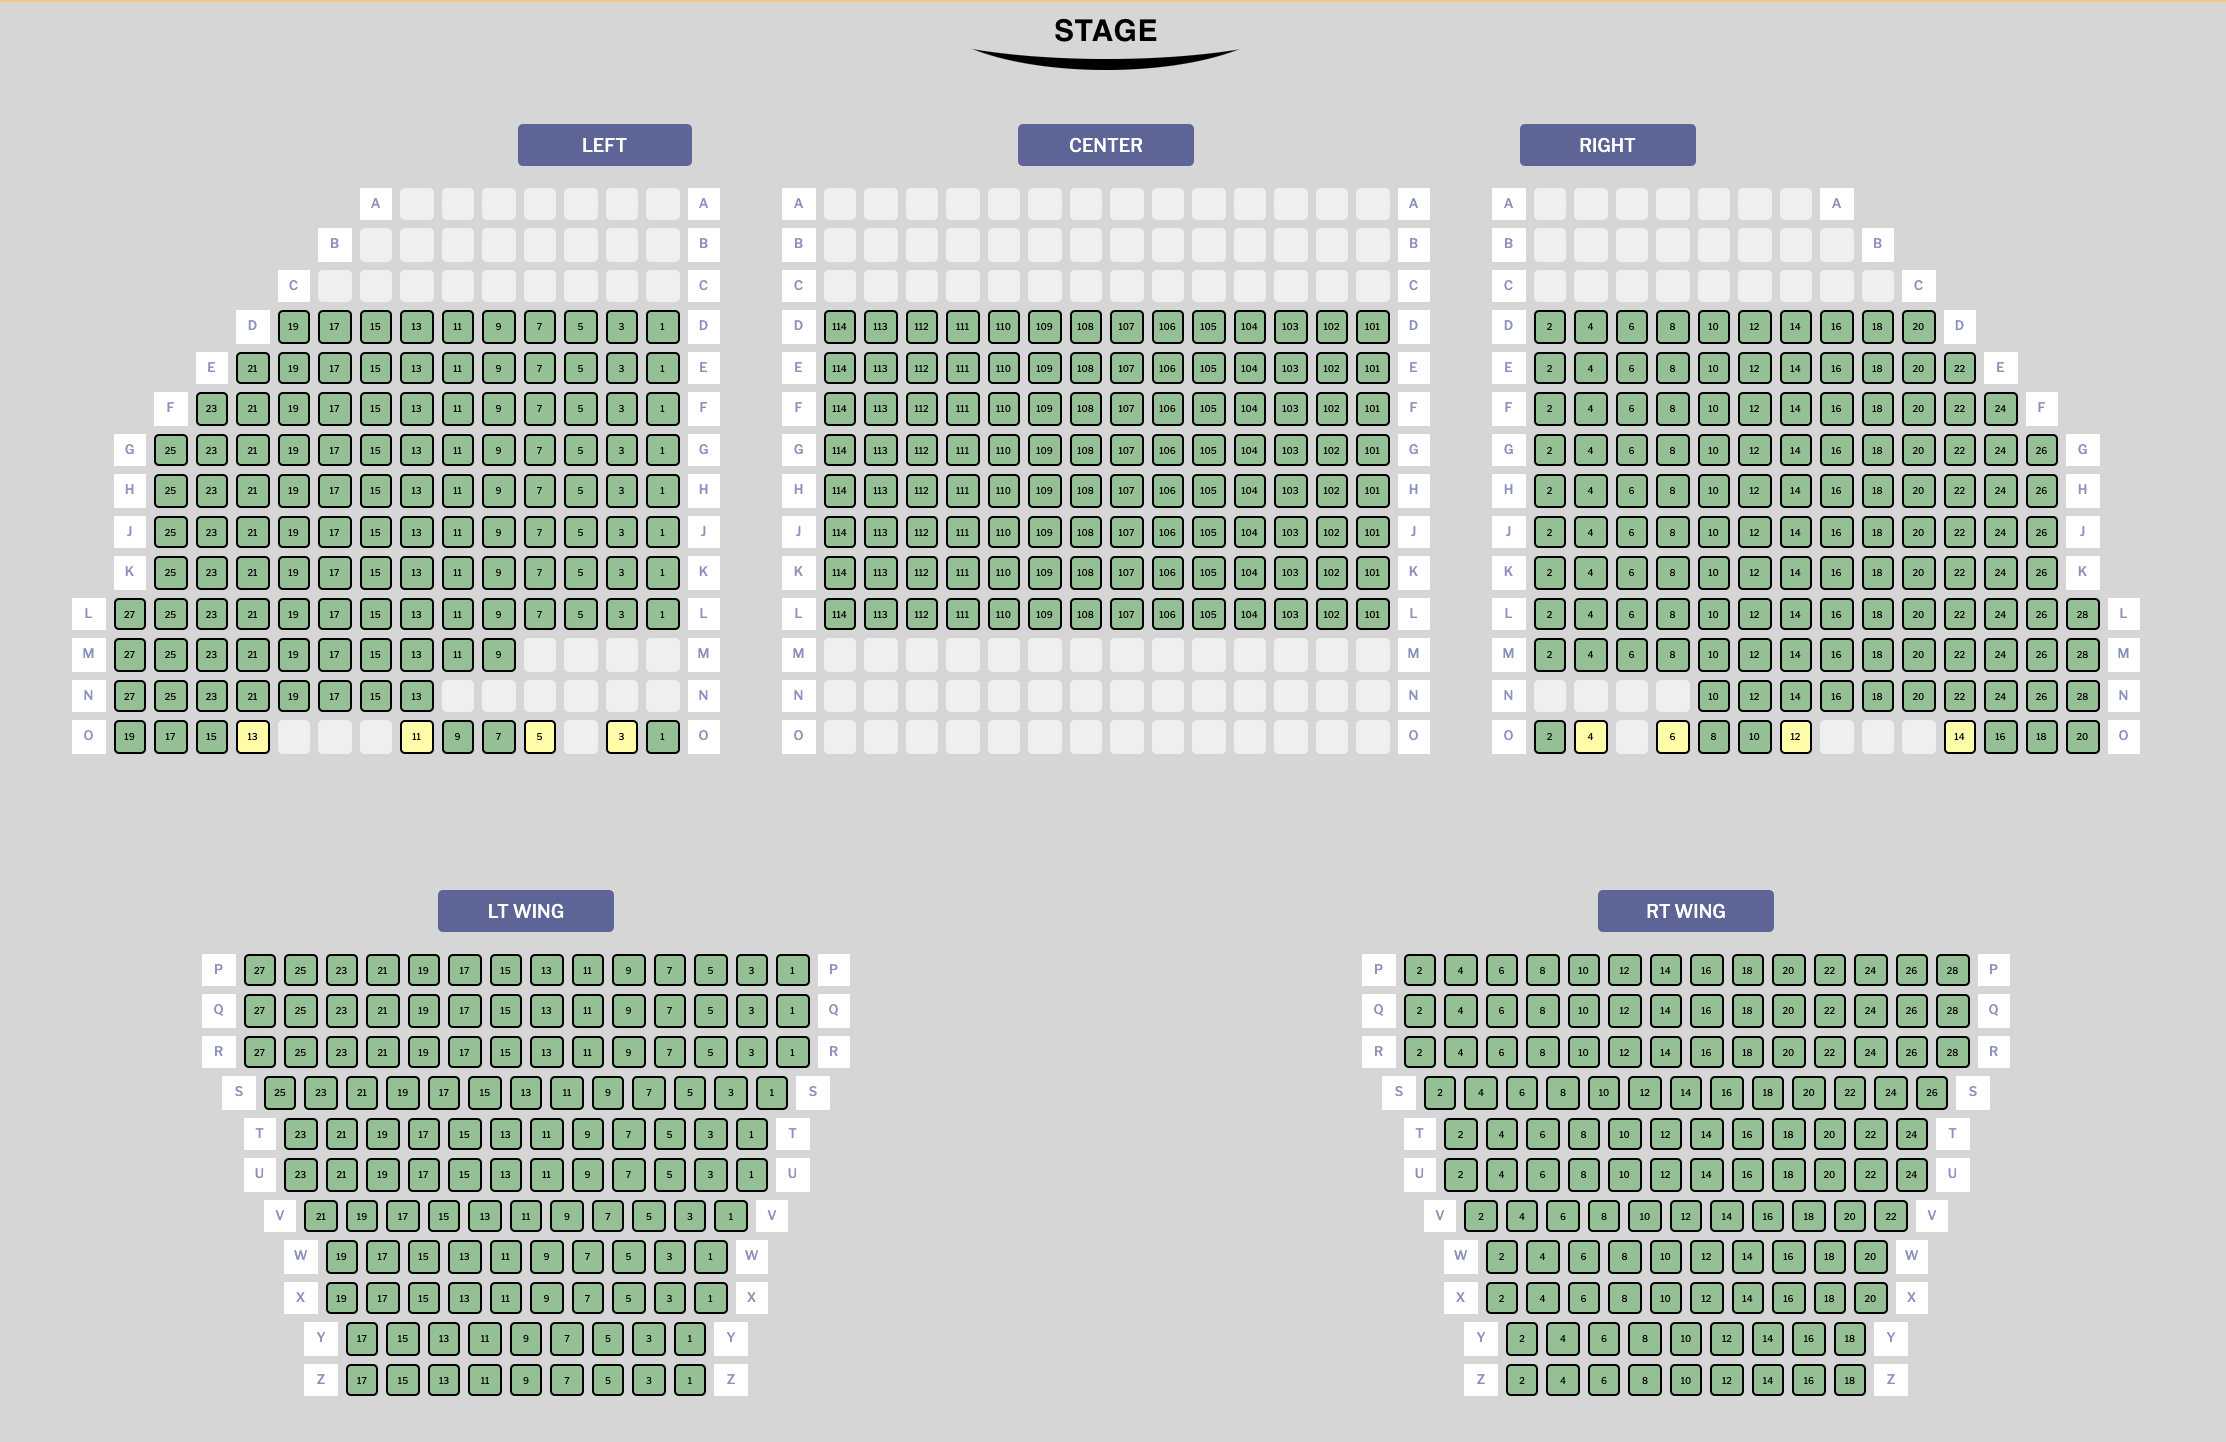 STAGE
LEFT CENTER RIGHT
A A A A A A
B B B B B B
C C C C C C
D 19 17 15 13 11 9 7 5 3 1 D D 114 113 112 111 110 109 108 107 106 105 104 103 102 101 D D 2 4 6 8 10 12 14 16 18 20 D
E 21 19 17 15 13 11 9 7 5 3 1 E E 114 113 112 111 110 109 108 107 106 105 104 103 102 101 E E 2 4 6 8 10 12 14 16 18 20 22 E
F 23 21 19 17 15 13 11 9 7 5 3 1 F F 114 113 112 111 110 109 108 107 106 105 104 103 102 101 F F 2 4 6 8 10 12 14 16 18 20 22 24 F
G 25 23 21 19 17 15 13 11 9 7 5 3 1 G G 114 113 112 111 110 109 108 107 106 105 104 103 102 101 G G 2 4 6 8 10 12 14 16 18 20 22 24 26 G
H 25 23 21 19 17 15 13 11 9 7 5 3 1 H H 114 113 112 111 110 109 108 107 106 105 104 103 102 101 H H 2 4 6 8 10 12 14 16 18 20 22 24 26 H
J 25 23 21 19 17 15 13 11 9 7 5 3 1 J J 114 113 112 111 110 109 108 107 106 105 104 103 102 101 J J 2 4 6 8 10 12 14 16 18 20 22 24 26 J
K 25 23 21 19 17 15 13 11 9 7 5 3 1 K K 114 113 112 111 110 109 108 107 106 105 104 103 102 101 K K 2 4 6 8 10 12 14 16 18 20 22 24 26 K
L 27 25 23 21 19 17 15 13 11 9 7 5 3 1 L L 114 113 112 111 110 109 108 107 106 105 104 103 102 101 L L 2 4 6 8 10 12 14 16 18 20 22 24 26 28 L
M 27 25 23 21 19 17 15 13 11 9 M M M M 2 4 6 8 10 12 14 16 18 20 22 24 26 28 M
N 27 25 23 21 19 17 15 13 N N N N 10 12 14 16 18 20 22 24 26 28 N
O 19 17 15 13 11 9 7 5 3 1 O O O O 2 4 6 8 10 12 14 16 18 20 O
LT WING RT WING
P 27 25 23 21 19 17 15 13 11 9 7 5 3 1 P P 2 4 6 8 10 12 14 16 18 20 22 24 26 28 P
Q 27 25 23 21 19 17 15 13 11 9 7 5 3 1 Q Q 2 4 6 8 10 12 14 16 18 20 22 24 26 28 Q
R 27 25 23 21 19 17 15 13 11 9 7 5 3 1 R R 2 4 6 8 10 12 14 16 18 20 22 24 26 28 R
S 25 23 21 19 17 15 13 11 9 7 5 3 1 S S 2 4 6 8 10 12 14 16 18 20 22 24 26 S
T 23 21 19 17 15 13 11 9 7 5 3 1 T T 2 4 6 8 10 12 14 16 18 20 22 24 T
U 23 21 19 17 15 13 11 9 7 5 3 1 U U 2 4 6 8 10 12 14 16 18 20 22 24 U
V 21 19 17 15 13 11 9 7 5 3 1 V V 2 4 6 8 10 12 14 16 18 20 22 V
W 19 17 15 13 11 9 7 5 3 1 W W 2 4 6 8 10 12 14 16 18 20 W
X 19 17 15 13 11 9 7 5 3 1 X X 2 4 6 8 10 12 14 16 18 20 X
Y 17 15 13 11 9 7 5 3 1 Y Y 2 4 6 8 10 12 14 16 18 Y
Z 17 15 13 11 9 7 5 3 1 Z Z 2 4 6 8 10 12 14 16 18 Z